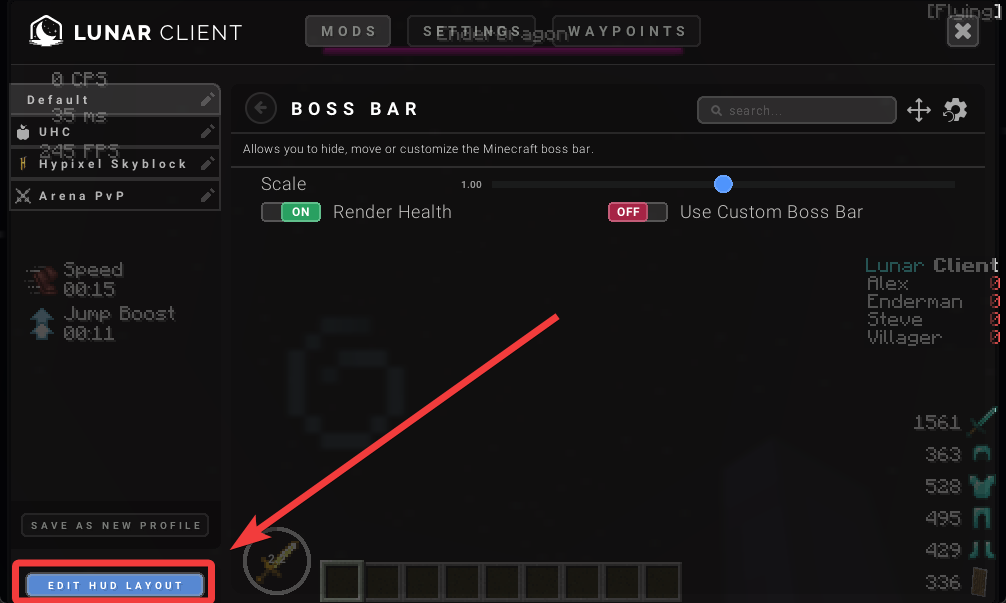 [Flying]
LUNAR CLIENT
MODS
SETTINGS
WAYPOINTS
EnderDragon
0 CPS
Default
35 ms
UHC
245 FPS
Hypixel Skyblock
Arena PvP
BOSS BAR
search...
Allows you to hide, move or customize the Minecraft boss bar.
Scale
1.00
ON
Render Health
OFF
Use Custom Boss Bar
Speed
00:15
Jump Boost
00:11
Lunar Client
Alex 0
Enderman 0
Steve 0
Villager 0
1561
363
528
495
429
336
SAVE AS NEW PROFILE
EDIT HUD LAYOUT
2